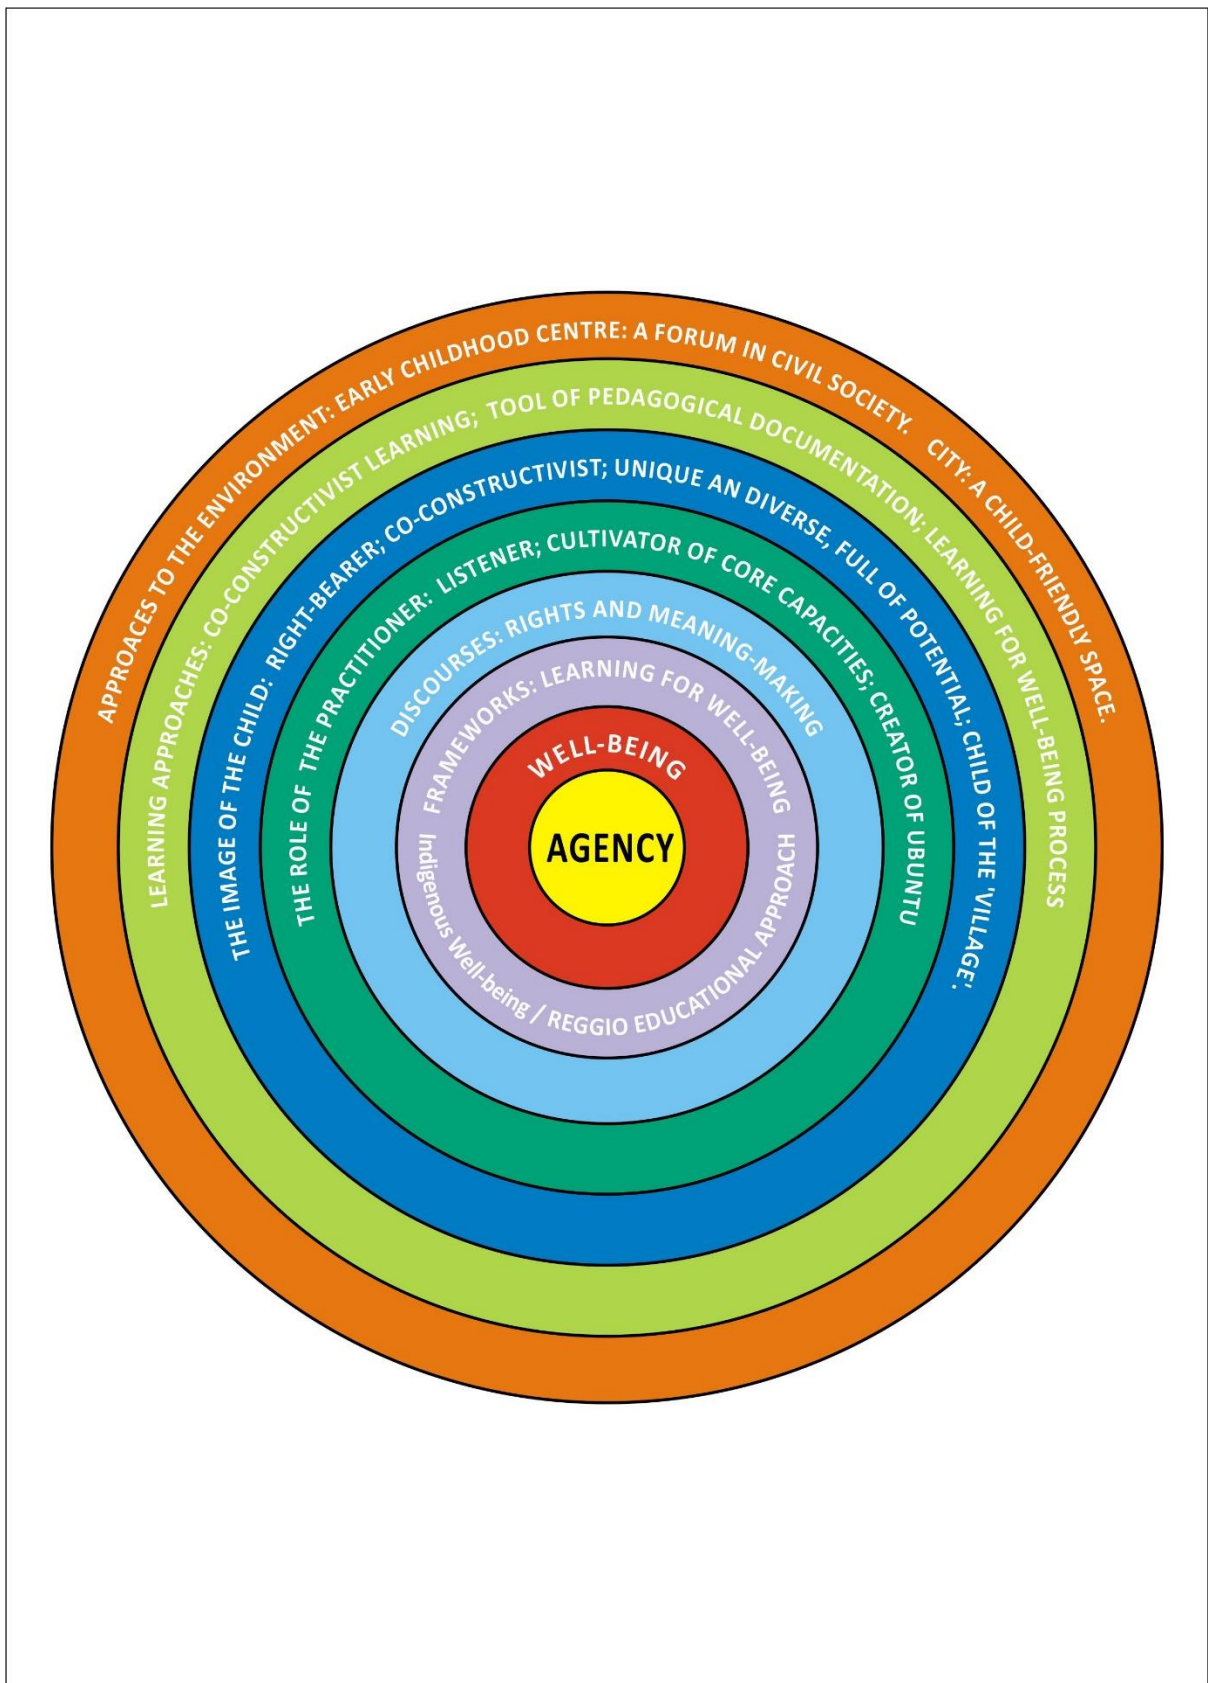 APPROACHES TO THE ENVIRONMENT: EARLY CHILDHOOD CENTRE: A FORUM IN CIVIL SOCIETY. CITY: A CHILD-FRIENDLY SPACE.
LEARNING APPROACHES: CO-CONSTRUCTIVIST LEARNING; TOOL OF PEDAGOGICAL DOCUMENTATION; LEARNING FOR WELL-BEING PROCESS
THE IMAGE OF THE CHILD: RIGHT-BEARER; CO-CONSTRUCTIVIST; UNIQUE AN DIVERSE, FULL OF POTENTIAL; CHILD OF THE 'VILLAGE'.
THE ROLE OF THE PRACTITIONER: LISTENER; CULTIVATOR OF CORE CAPACITIES; CREATOR OF UBUNTU
DISCOURSES: RIGHTS AND MEANING-MAKING
FRAMEWORKS: LEARNING FOR WELL-BEING
Indigenous Well-being / REGGIO EDUCATIONAL APPROACH
WELL-BEING
AGENCY